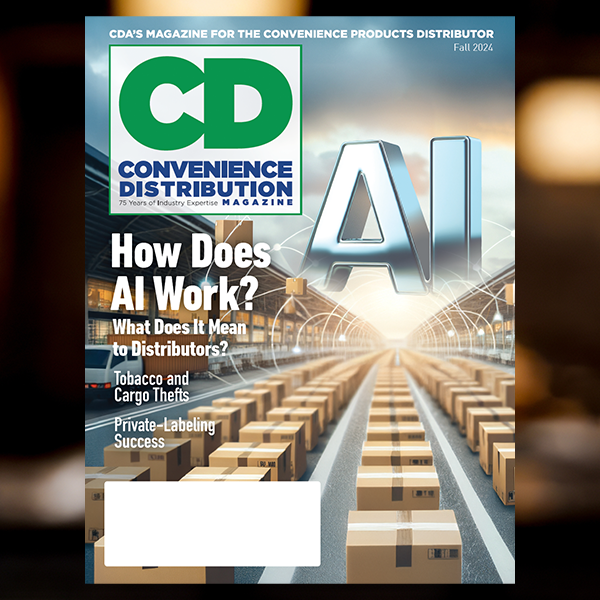 CDA'S MAGAZINE FOR THE CONVENIENCE PRODUCTS DISTRIBUTOR
Fall 2024
CD
CONVENIENCE
DISTRIBUTION
75 Years of Industry Expertise MAGAZINE
AI
How Does
AI Work?
What Does It Mean
to Distributors?
Tobacco and
Cargo Thefts
Private-Labeling
Success